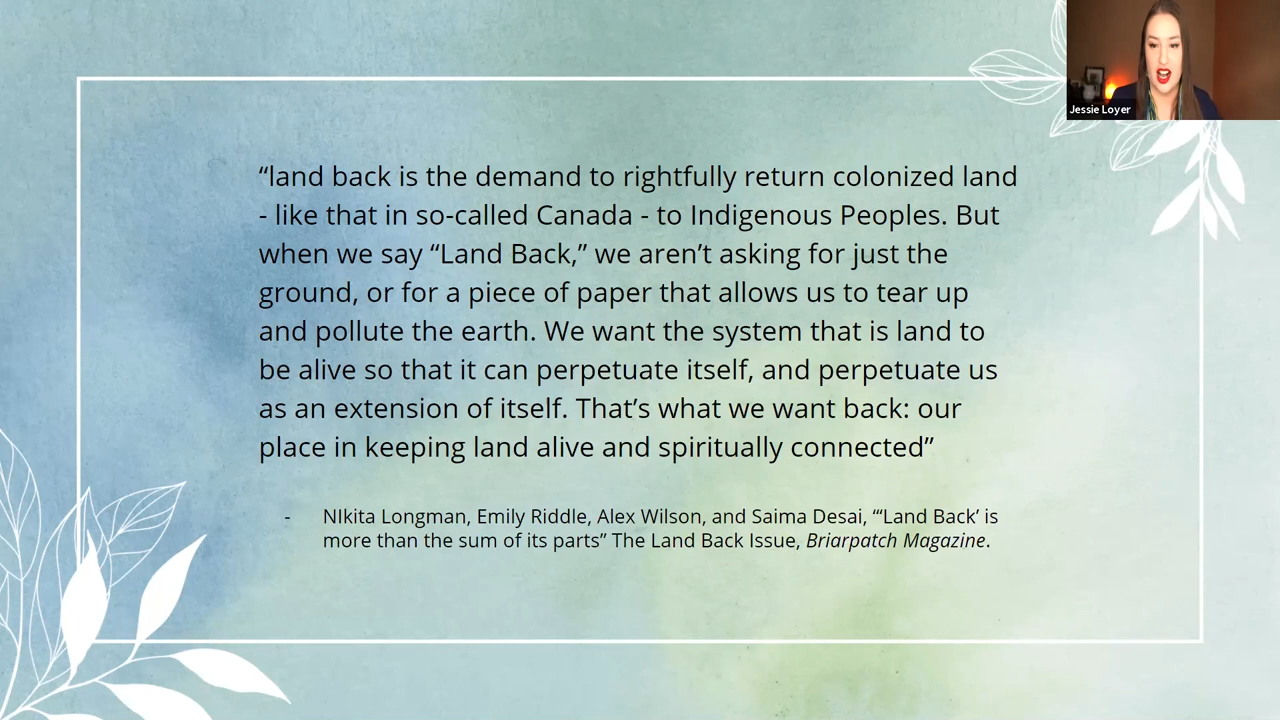 Jessie Loyer
“land back is the demand to rightfully return colonized land
- like that in so-called Canada - to Indigenous Peoples. But
when we say “Land Back,” we aren’t asking for just the
ground, or for a piece of paper that allows us to tear up
and pollute the earth. We want the system that is land to
be alive so that it can perpetuate itself, and perpetuate us
as an extension of itself. That’s what we want back: our
place in keeping land alive and spiritually connected”
- NIkita Longman, Emily Riddle, Alex Wilson, and Saima Desai, “‘Land Back’ is
more than the sum of its parts” The Land Back Issue, Briarpatch Magazine.